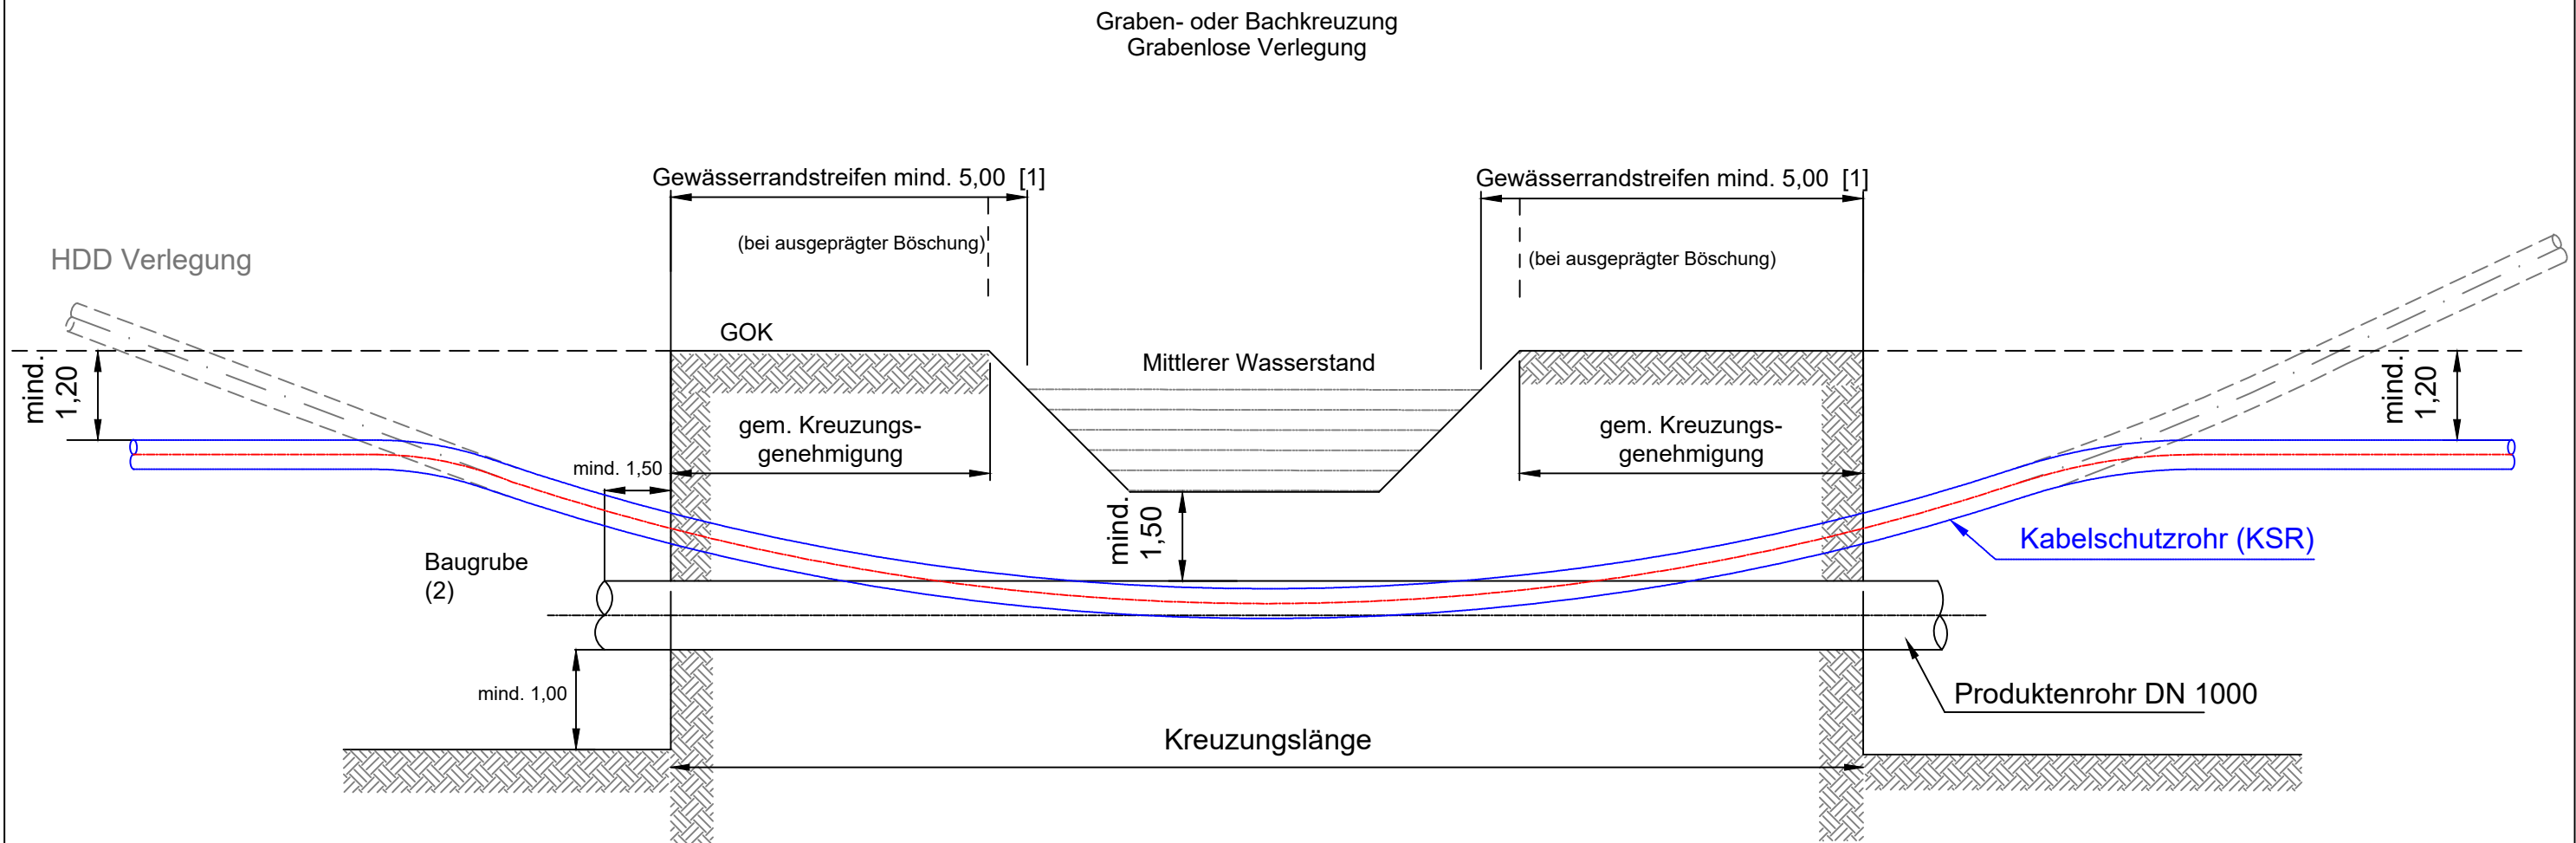 Graben- oder Bachkreuzung
Grabenlose Verlegung
Gewässerrandstreifen mind. 5,00 [1]
Gewässerrandstreifen mind. 5,00 [1]
(bei ausgeprägter Böschung)
(bei ausgeprägter Böschung)
HDD Verlegung
GOK
Mittlerer Wasserstand
mind.
1,20
mind.
1,20
gem. Kreuzungs-
genehmigung
gem. Kreuzungs-
genehmigung
mind. 1,50
mind.
1,50
Kabelschutzrohr (KSR)
Baugrube
(2)
mind. 1,00
Produktenrohr DN 1000
Kreuzungslänge